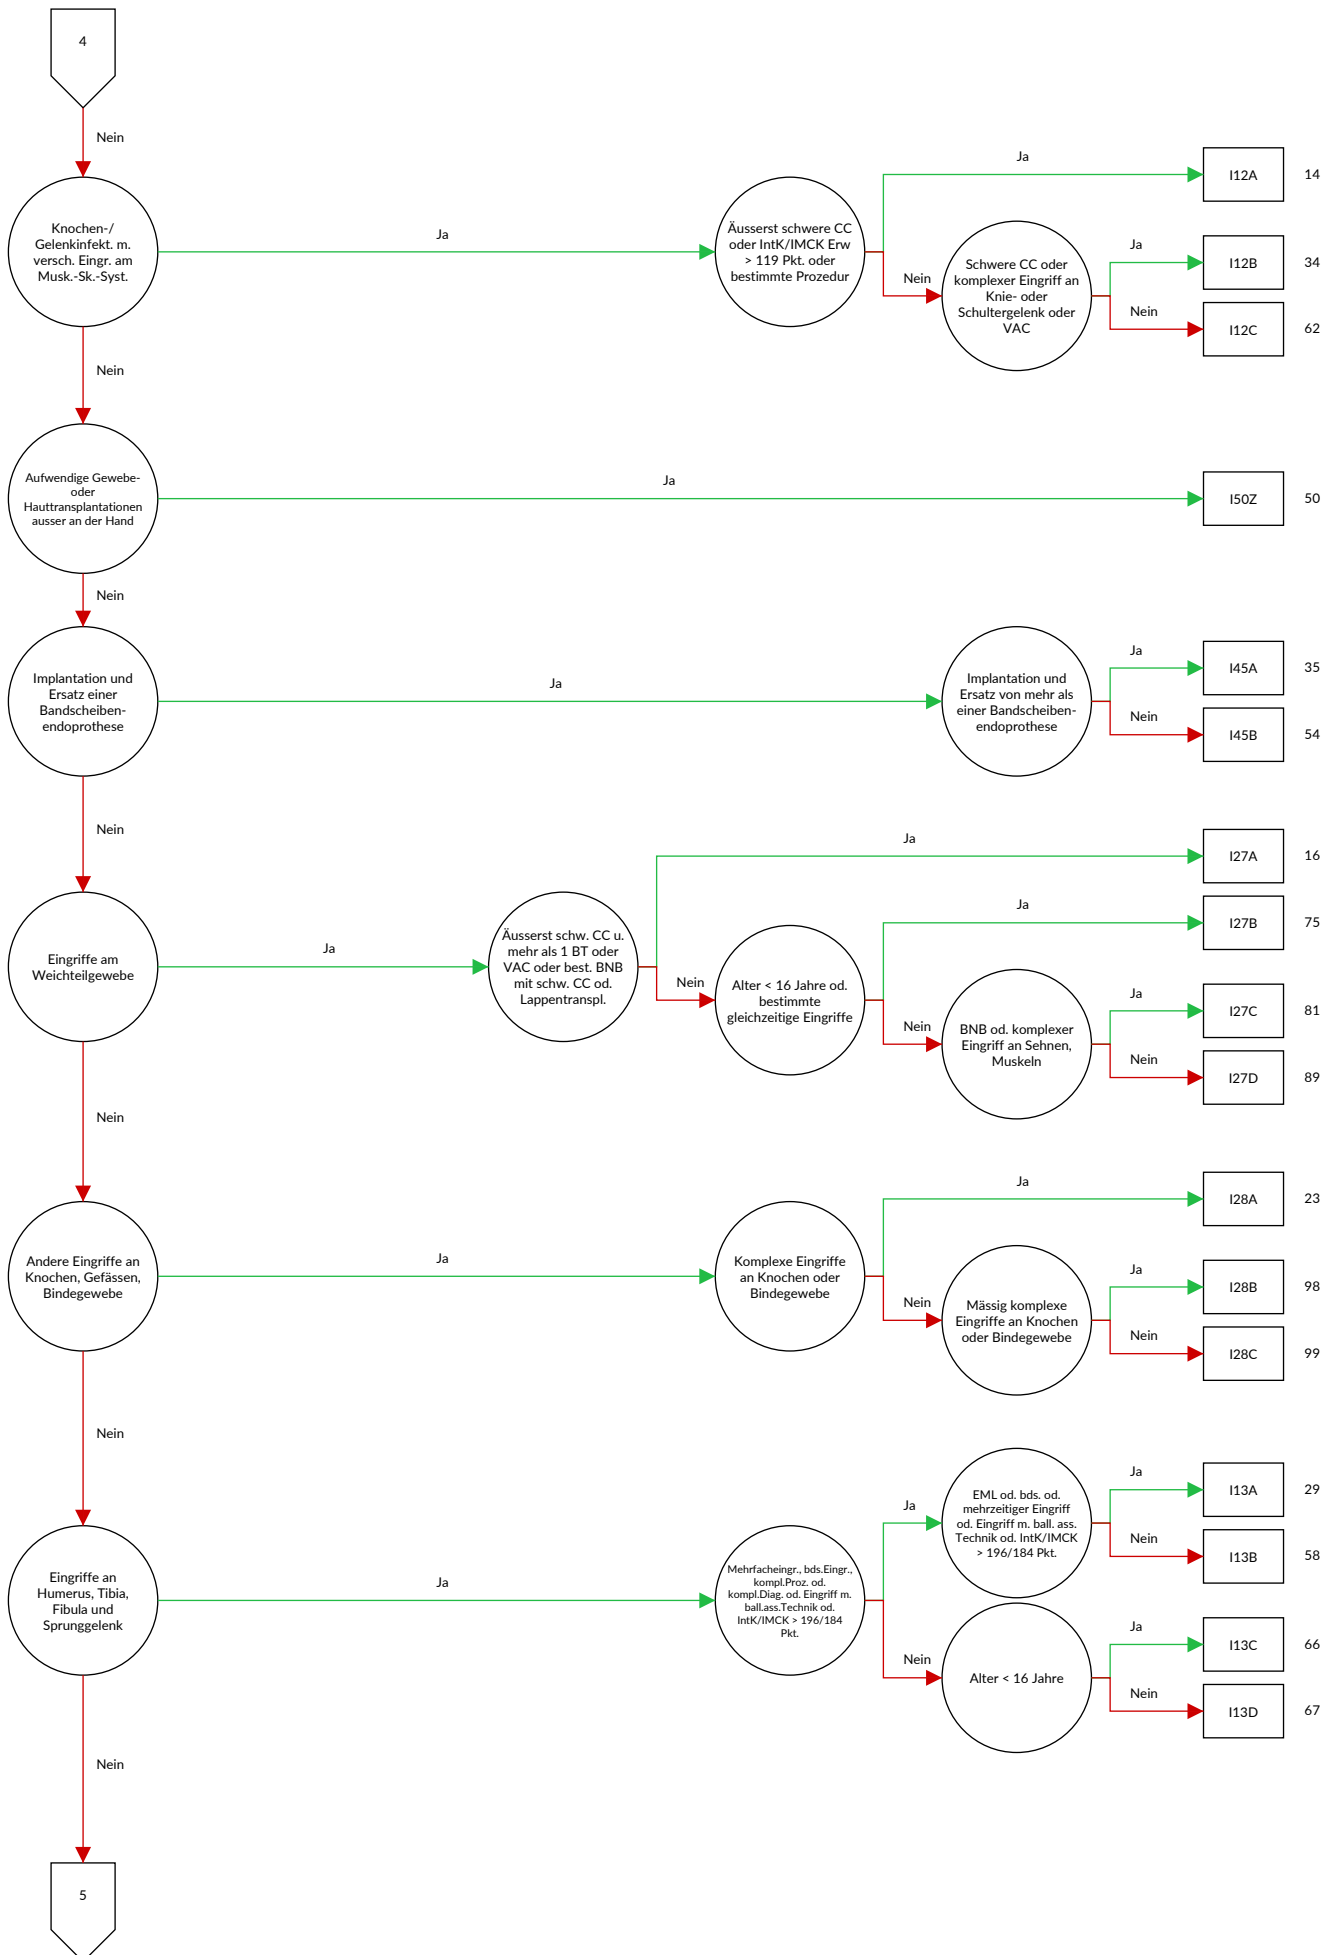 4
Nein
Knochen-/
Gelenkinfekt. m.
versch. Eingr. am
Musk.-Sk.-Syst.
Ja
Äusserst schwere CC
oder IntK/IMCK Erw
> 119 Pkt. oder
bestimmte Prozedur
Ja
I12A
14
Nein
Schwere CC oder
komplexer Eingriff an
Knie- oder
Schultergelenk oder
VAC
Ja
I12B
34
Nein
I12C
62
Nein
Aufwendige Gewebe-
oder
Hauttransplantationen
ausser an der Hand
Ja
I50Z
50
Nein
Implantation und
Ersatz einer
Bandscheiben-
endoprothese
Ja
Implantation und
Ersatz von mehr als
einer Bandscheiben-
endoprothese
Ja
I45A
35
Nein
I45B
54
Nein
Eingriffe am
Weichteilgewebe
Ja
Äusserst schw. CC u.
mehr als 1 BT oder
VAC oder best. BNB
mit schw. CC od.
Lappentranspl.
Ja
I27A
16
Nein
Alter < 16 Jahre od.
bestimmte
gleichzeitige Eingriffe
Ja
I27B
75
Nein
BNB od. komplexer
Eingriff an Sehnen,
Muskeln
Ja
I27C
81
Nein
I27D
89
Nein
Andere Eingriffe an
Knochen, Gefässen,
Bindegewebe
Ja
Komplexe Eingriffe
an Knochen oder
Bindegewebe
Ja
I28A
23
Nein
Mässig komplexe
Eingriffe an Knochen
oder Bindegewebe
Ja
I28B
98
Nein
I28C
99
Nein
Eingriffe an
Humerus, Tibia,
Fibula und
Sprunggelenk
Ja
Mehrfacheingr., bds.Eingr.,
kompl.Proz. od.
kompl.Diag. od. Eingriff m.
ball.ass.Technik od.
IntK/IMCK > 196/184
Pkt.
Ja
EML od. bds. od.
mehrzeitiger Eingriff
od. Eingriff m. ball. ass.
Technik od. IntK/IMCK
> 196/184 Pkt.
Ja
I13A
29
Nein
I13B
58
Nein
Alter < 16 Jahre
Ja
I13C
66
Nein
I13D
67
Nein
5